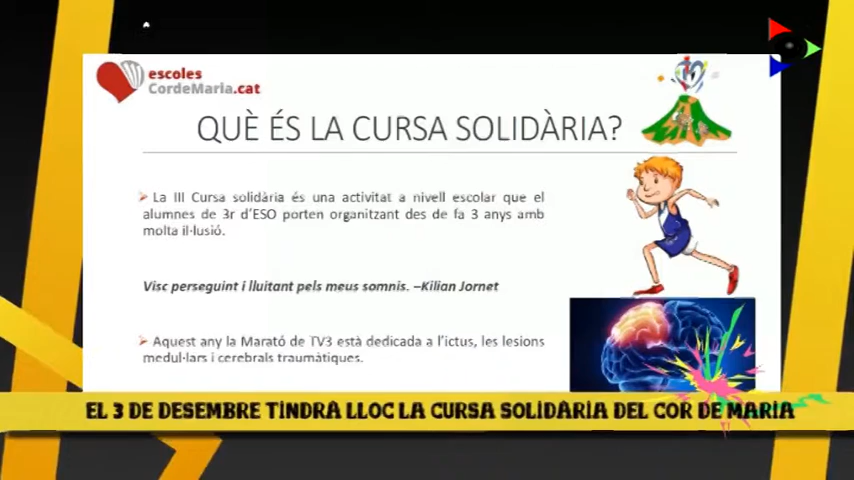 escoles
CordeMaria.cat
QUÈ ÉS LA CURSA SOLIDÀRIA?
La III Cursa solidària és una activitat a nivell escolar que el
alumnes de 3r d'ESO porten organitzant des de fa 3 anys amb
molta il·lusió.
Visc perseguint i lluitant pels meus somnis. –Kilian Jornet
Aquest any la Marató de TV3 està dedicada a l'ictus, les lesions
medul·lars i cerebrals traumàtiques.
EL 3 DE DESEMBRE TINDRÀ LLOC LA CURSA SOLIDÀRIA DEL COR DE MARIA